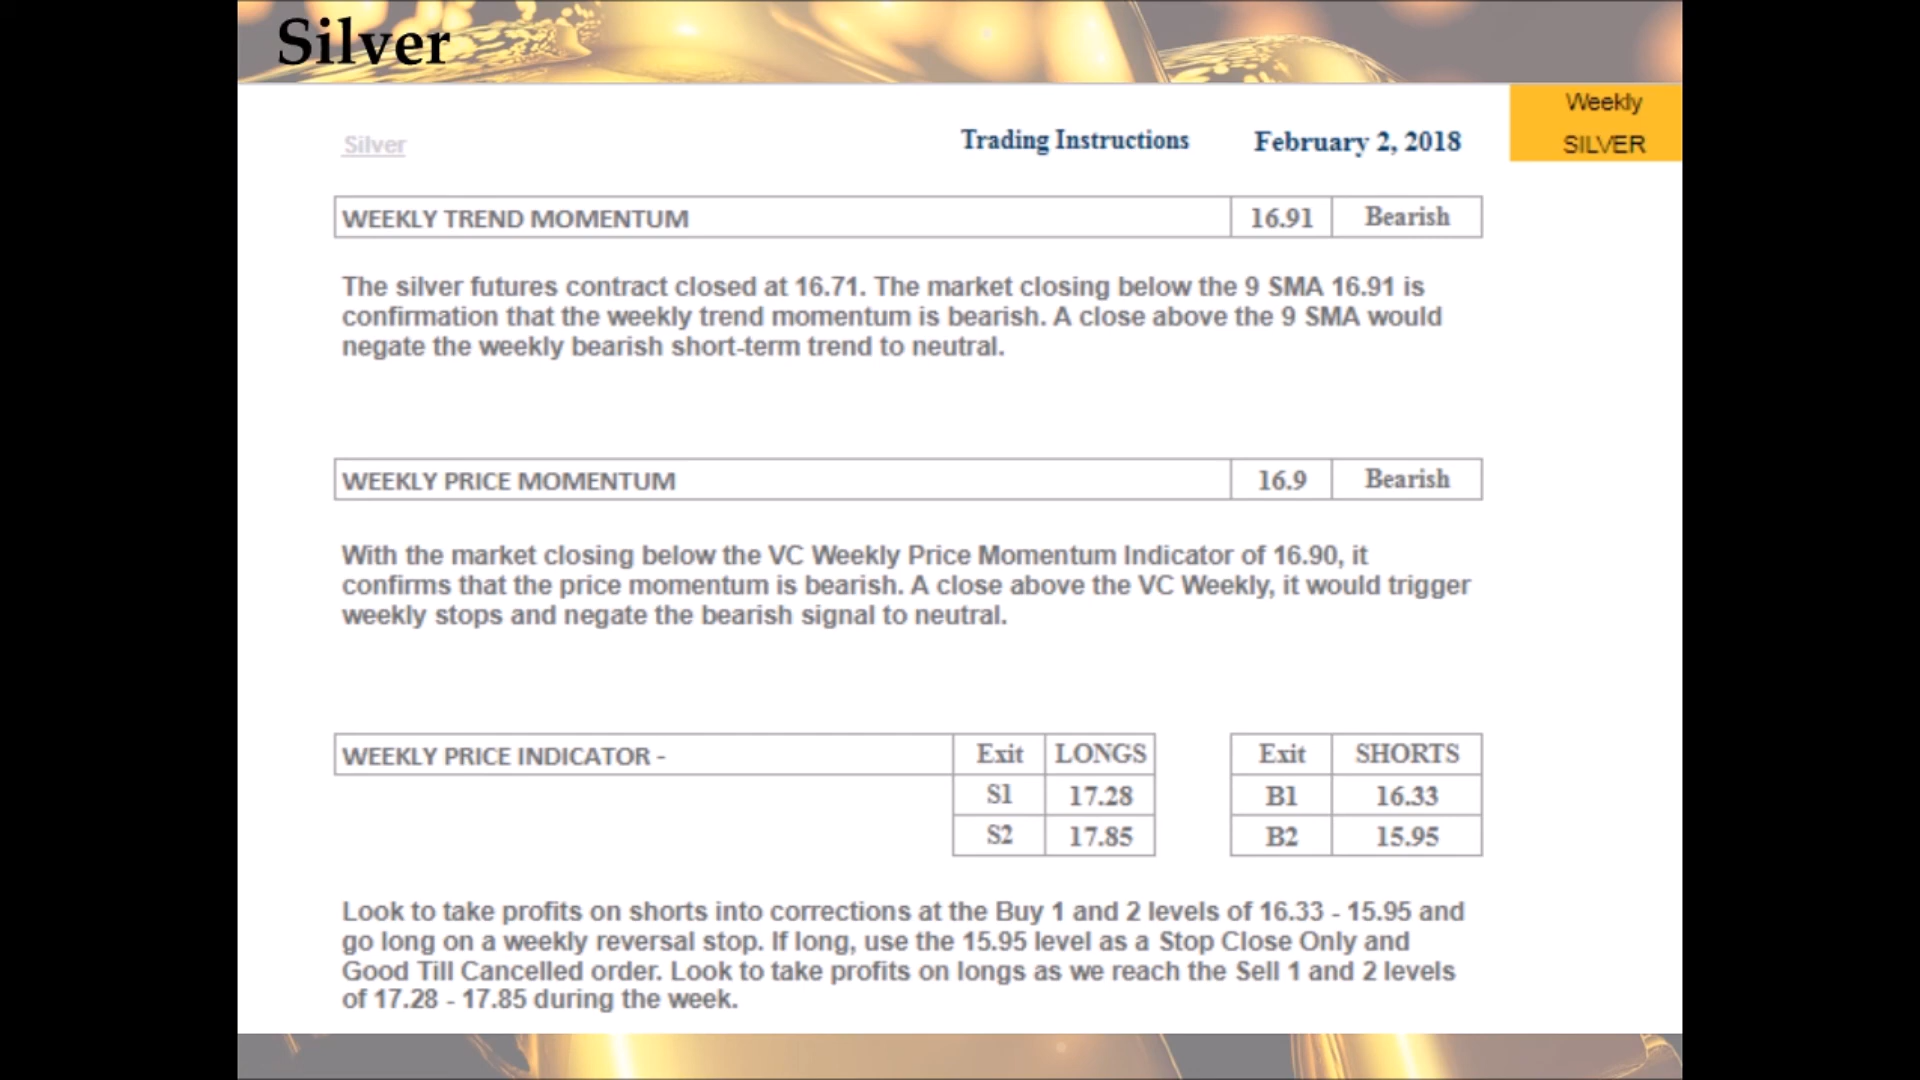 Silver
Weekly
SILVER
Silver
Trading Instructions
February 2, 2018
WEEKLY TREND MOMENTUM 16.91 Bearish
The silver futures contract closed at 16.71. The market closing below the 9 SMA 16.91 is
confirmation that the weekly trend momentum is bearish. A close above the 9 SMA would
negate the weekly bearish short-term trend to neutral.
WEEKLY PRICE MOMENTUM 16.9 Bearish
With the market closing below the VC Weekly Price Momentum Indicator of 16.90, it
confirms that the price momentum is bearish. A close above the VC Weekly, it would trigger
weekly stops and negate the bearish signal to neutral.
WEEKLY PRICE INDICATOR - Exit LONGS Exit SHORTS
S1 17.28 B1 16.33
S2 17.85 B2 15.95
Look to take profits on shorts into corrections at the Buy 1 and 2 levels of 16.33 - 15.95 and
go long on a weekly reversal stop. If long, use the 15.95 level as a Stop Close Only and
Good Till Cancelled order. Look to take profits on longs as we reach the Sell 1 and 2 levels
of 17.28 - 17.85 during the week.